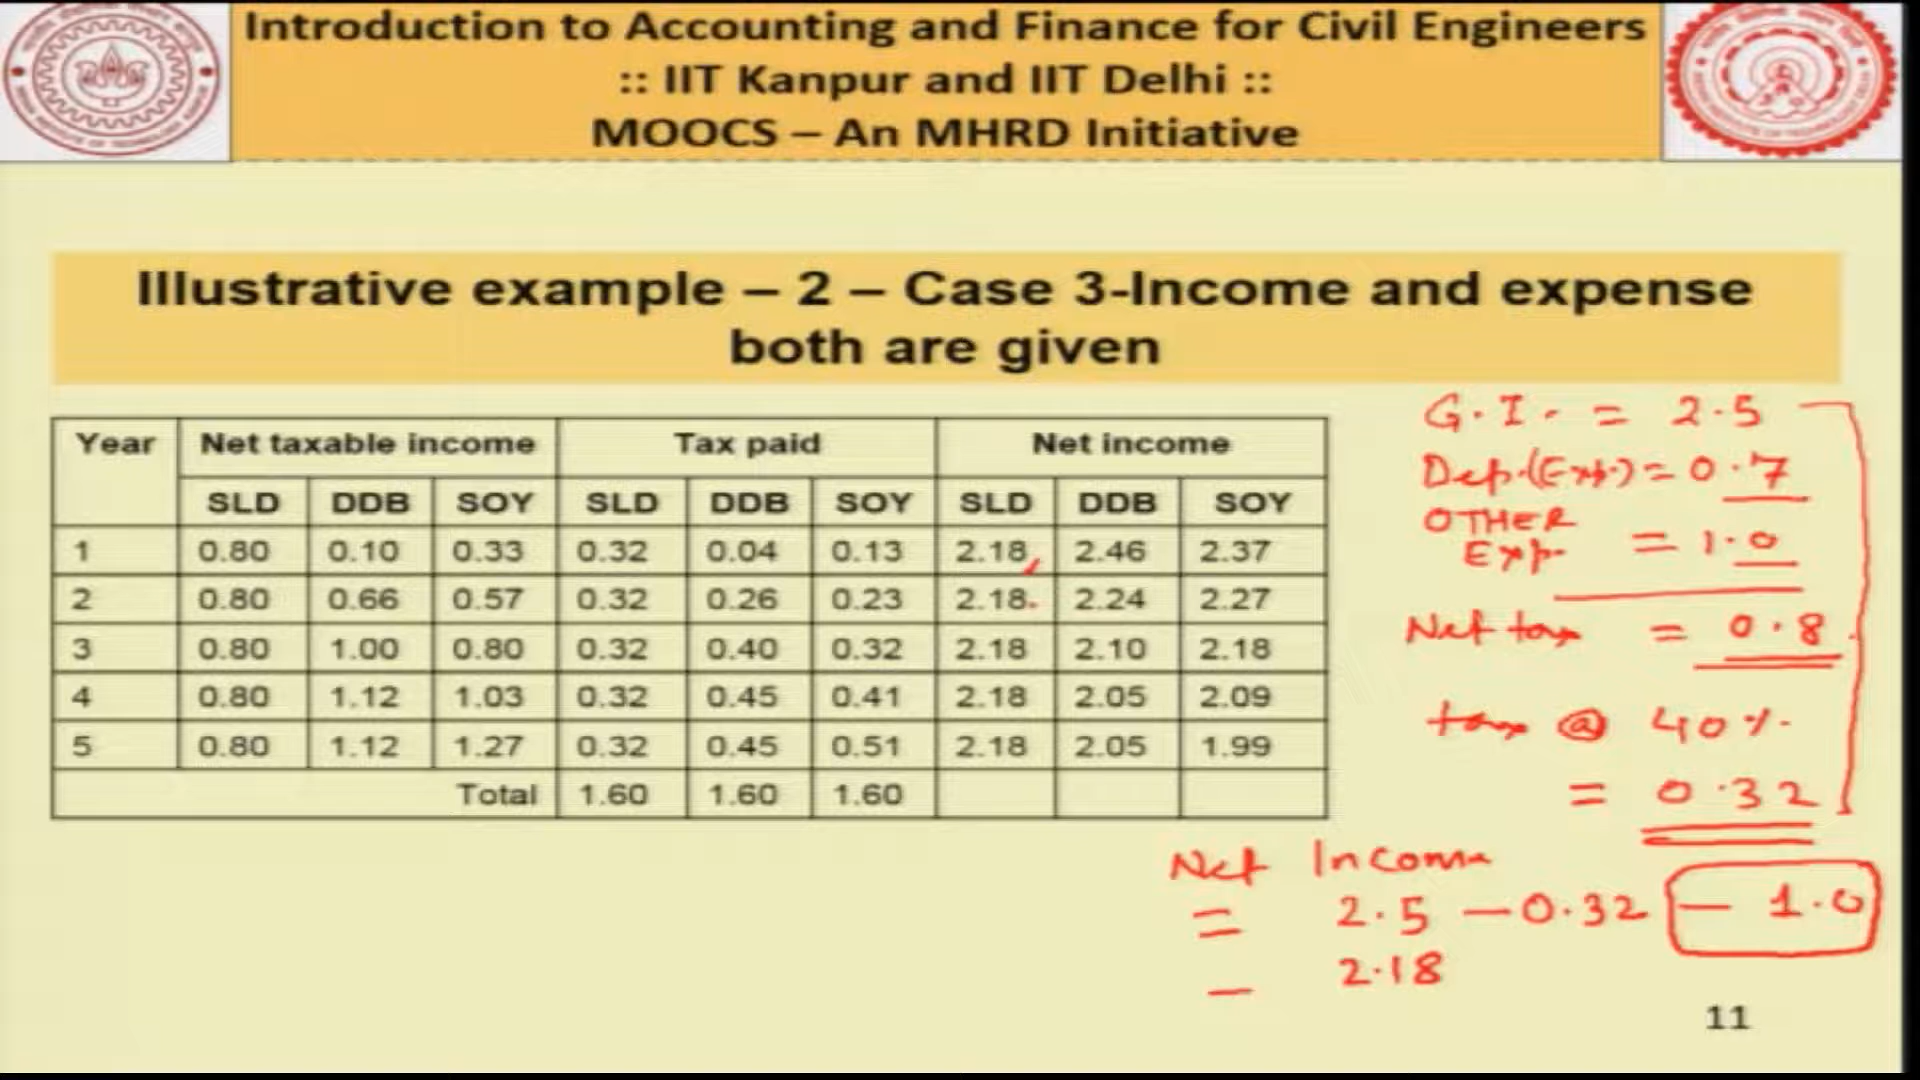 Introduction to Accounting and Finance for Civil Engineers
:: IIT Kanpur and IIT Delhi ::
MOOCS – An MHRD Initiative
Illustrative example – 2 – Case 3-Income and expense
both are given
Year Net taxable income Tax paid Net income
SLD DDB SOY SLD DDB SOY SLD DDB SOY
1 0.80 0.10 0.33 0.32 0.04 0.13 2.18 2.46 2.37
2 0.80 0.66 0.57 0.32 0.26 0.23 2.18 2.24 2.27
3 0.80 1.00 0.80 0.32 0.40 0.32 2.18 2.10 2.18
4 0.80 1.12 1.03 0.32 0.45 0.41 2.18 2.05 2.09
5 0.80 1.12 1.27 0.32 0.45 0.51 2.18 2.05 1.99
Total 1.60 1.60 1.60
G.I. = 2.5
Dep.(Exp.) = 0.7
OTHER
Exp. = 1.0
Net tax = 0.8
tax @ 40%
= 0.32
Net Income
= 2.5 – 0.32 – 1.0
– 2.18
11